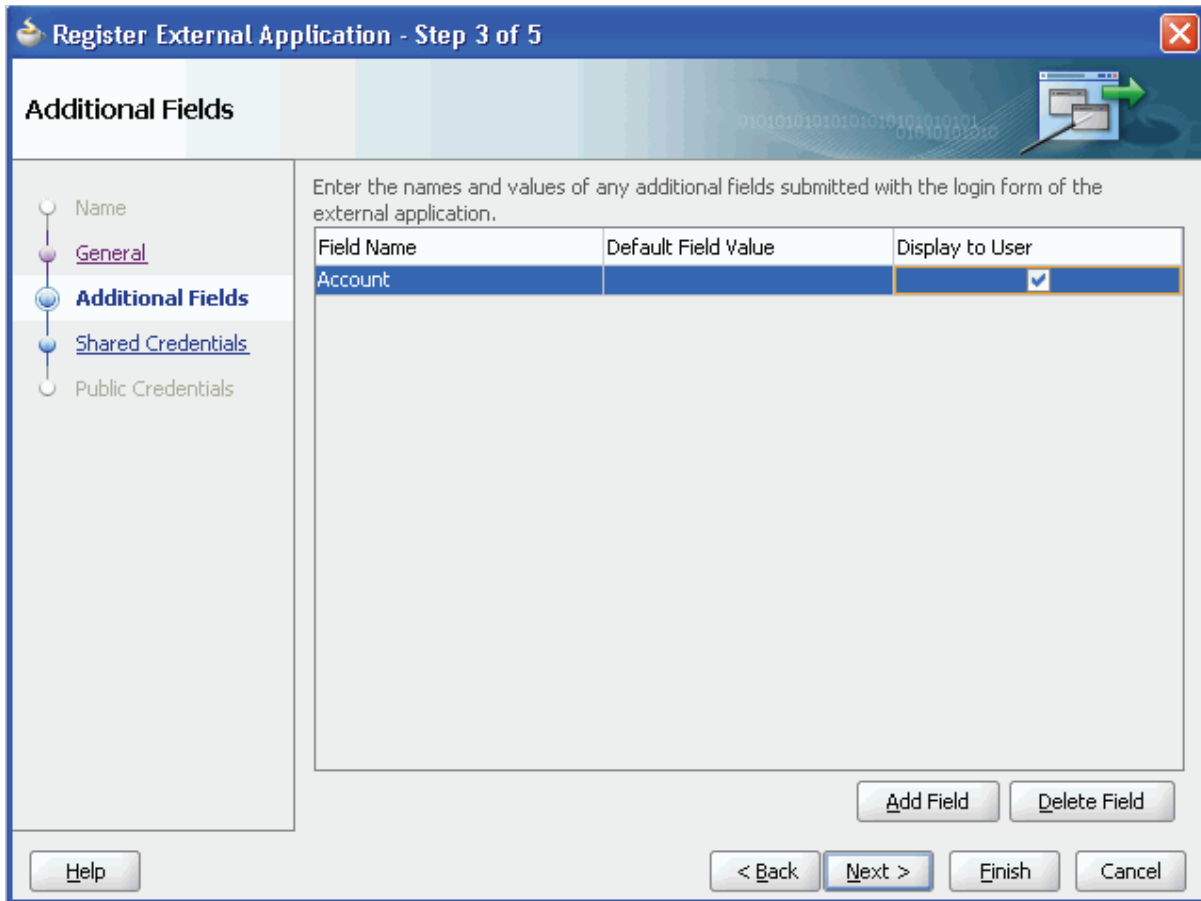 Register External Application - Step 3 of 5
Additional Fields
Name
General
Additional Fields
Shared Credentials
Public Credentials
Enter the names and values of any additional fields submitted with the login form of the
external application.
Field Name Default Field Value Display to User
Account
Add Field Delete Field
Help < Back Next > Finish Cancel